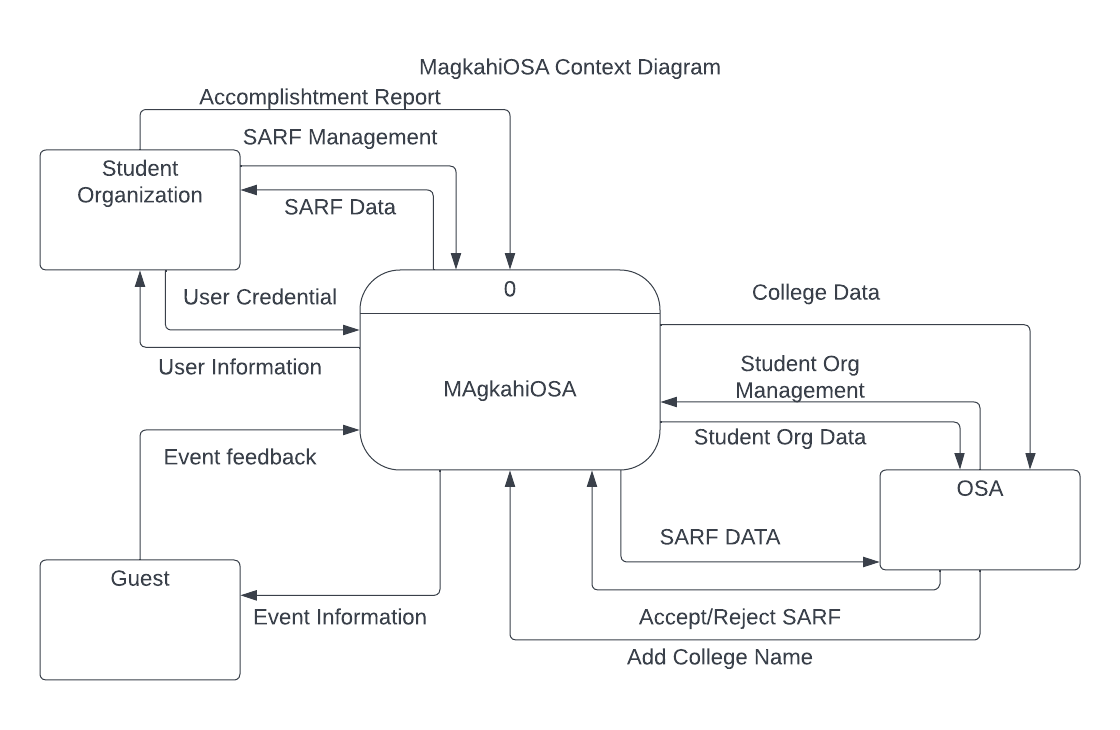 MagkahiOSA Context Diagram
Accomplishtment Report
SARF Management
Student
Organization
SARF Data
0
User Credential
College Data
User Information
Student Org
Management
MAgkahiOSA
Student Org Data
Event feedback
OSA
SARF DATA
Guest
Event Information
Accept/Reject SARF
Add College Name